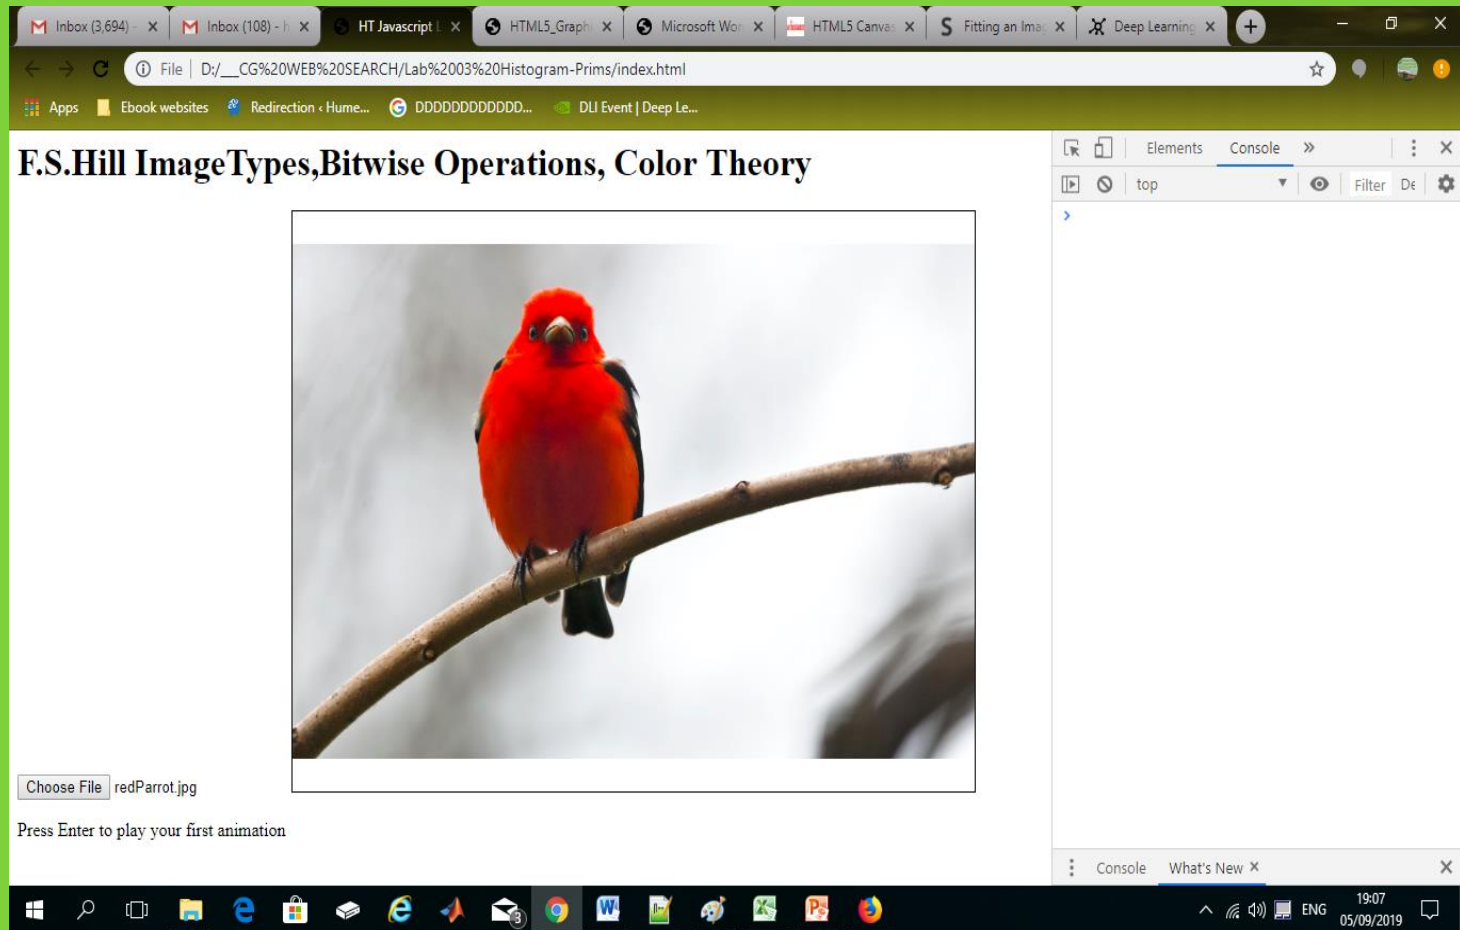 Inbox (3,694) -
Inbox (108) - h
HT Javascript L
HTML5_Graph
Microsoft Wor
HTML5 Canvas
Fitting an Imag
Deep Learning
File | D:/__CG%20WEB%20SEARCH/Lab%2003%20Histogram-Prims/index.html
Apps Ebook websites Redirection ‹ Hume... DDDDDDDDDDDD... DLI Event | Deep Le...
F.S.Hill ImageTypes,Bitwise Operations, Color Theory
Elements Console »
top Filter De
Choose File redParrot.jpg
Press Enter to play your first animation
Console What's New
ENG 19:07
05/09/2019